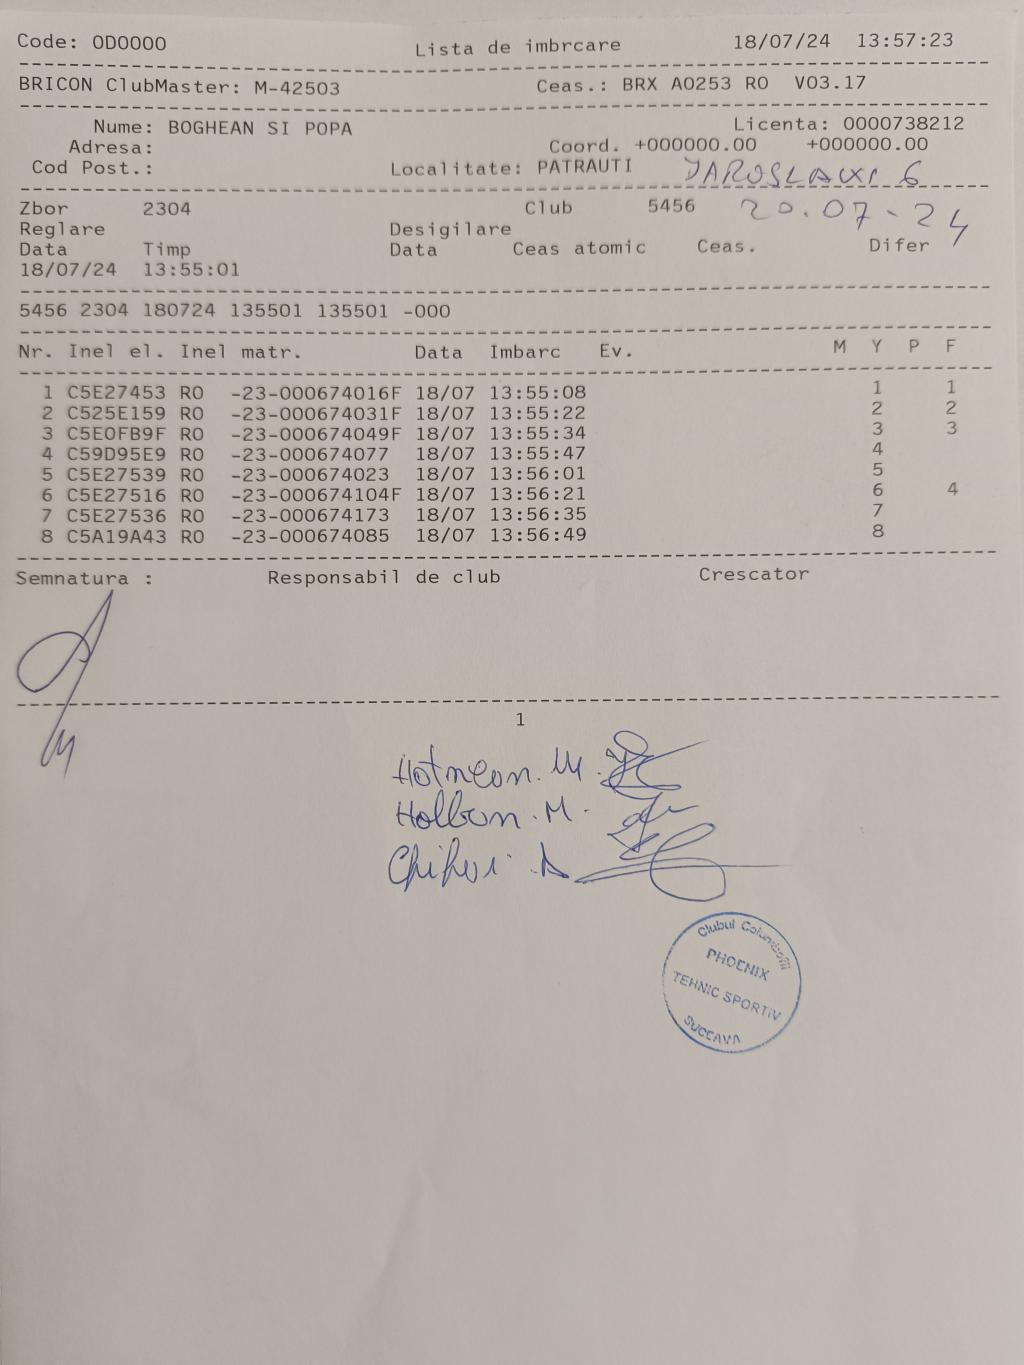 Code: 0D0000 Lista de imbrcare 18/07/24 13:57:23
BRICON ClubMaster: M-42503 Ceas.: BRX A0253 RO V03.17
Nume: BOGHEAN SI POPA Licenta: 0000738212
Adresa: Coord. +000000.00 +000000.00
Cod Post.: Localitate: PATRAUTI 6
Zbor 2304 Club 5456 20.07-24
Reglare Desigilare
Data Timp Data Ceas atomic Ceas. Difer
18/07/24 13:55:01
5456 2304 180724 135501 135501 -000
Nr. Inel el. Inel matr. Data Imbarc Ev. M Y P F
1 C5E27453 RO -23-000674016F 18/07 13:55:08 1 1
2 C525E159 RO -23-000674031F 18/07 13:55:22 2 2
3 C5E0FB9F RO -23-000674049F 18/07 13:55:34 3 3
4 C59D95E9 RO -23-000674077 18/07 13:55:47 4
5 C5E27539 RO -23-000674023 18/07 13:56:01 5
6 C5E27516 RO -23-000674104F 18/07 13:56:21 6 4
7 C5E27536 RO -23-000674173 18/07 13:56:35 7
8 C5A19A43 RO -23-000674085 18/07 13:56:49 8
Semnatura : Responsabil de club Crescator
1
M.
M.
Clubul Columbofil
PHOENIX
TEHNIC SPORTIV
SUCEAVA